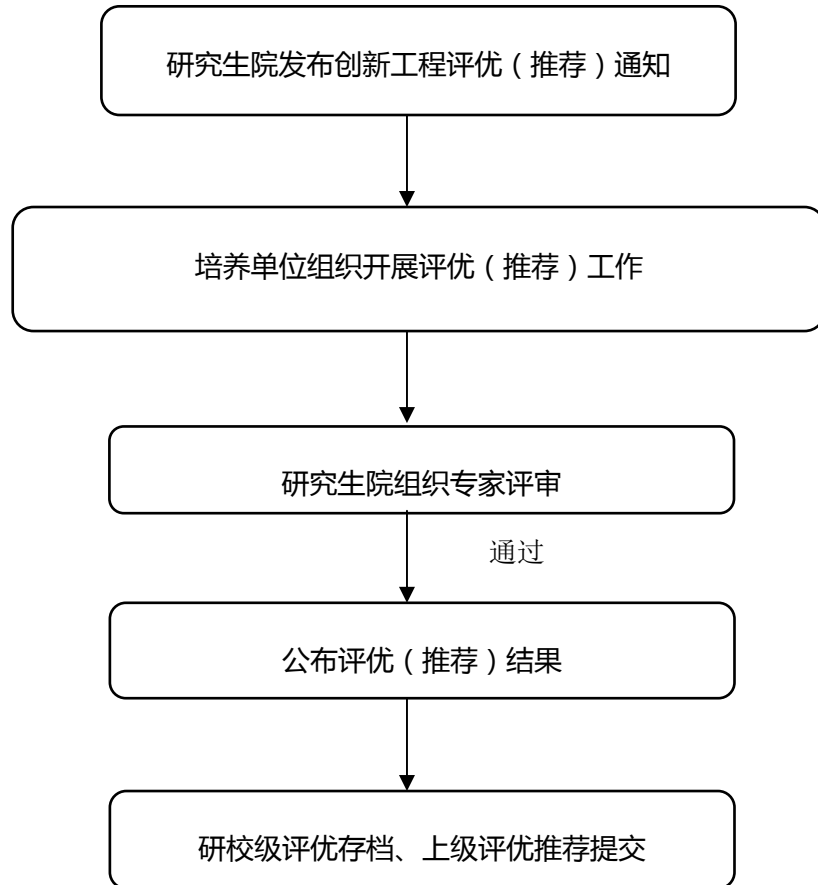 研究生院发布创新工程评优（推荐）通知
培养单位组织开展评优（推荐）工作
研究生院组织专家评审
通过
公布评优（推荐）结果
研校级评优存档、上级评优推荐提交